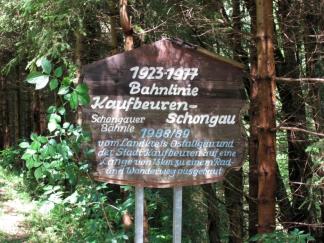 1923-1977
Bahnlinie
Kaufbeuren-
Schongauer Schongau
Bähnle
1988/89
vom Landkreis Ostallgäu und
der Stadt Kaufbeuren auf eine
Länge von 15km zu einem Rad-
und Wanderweg ausgebaut